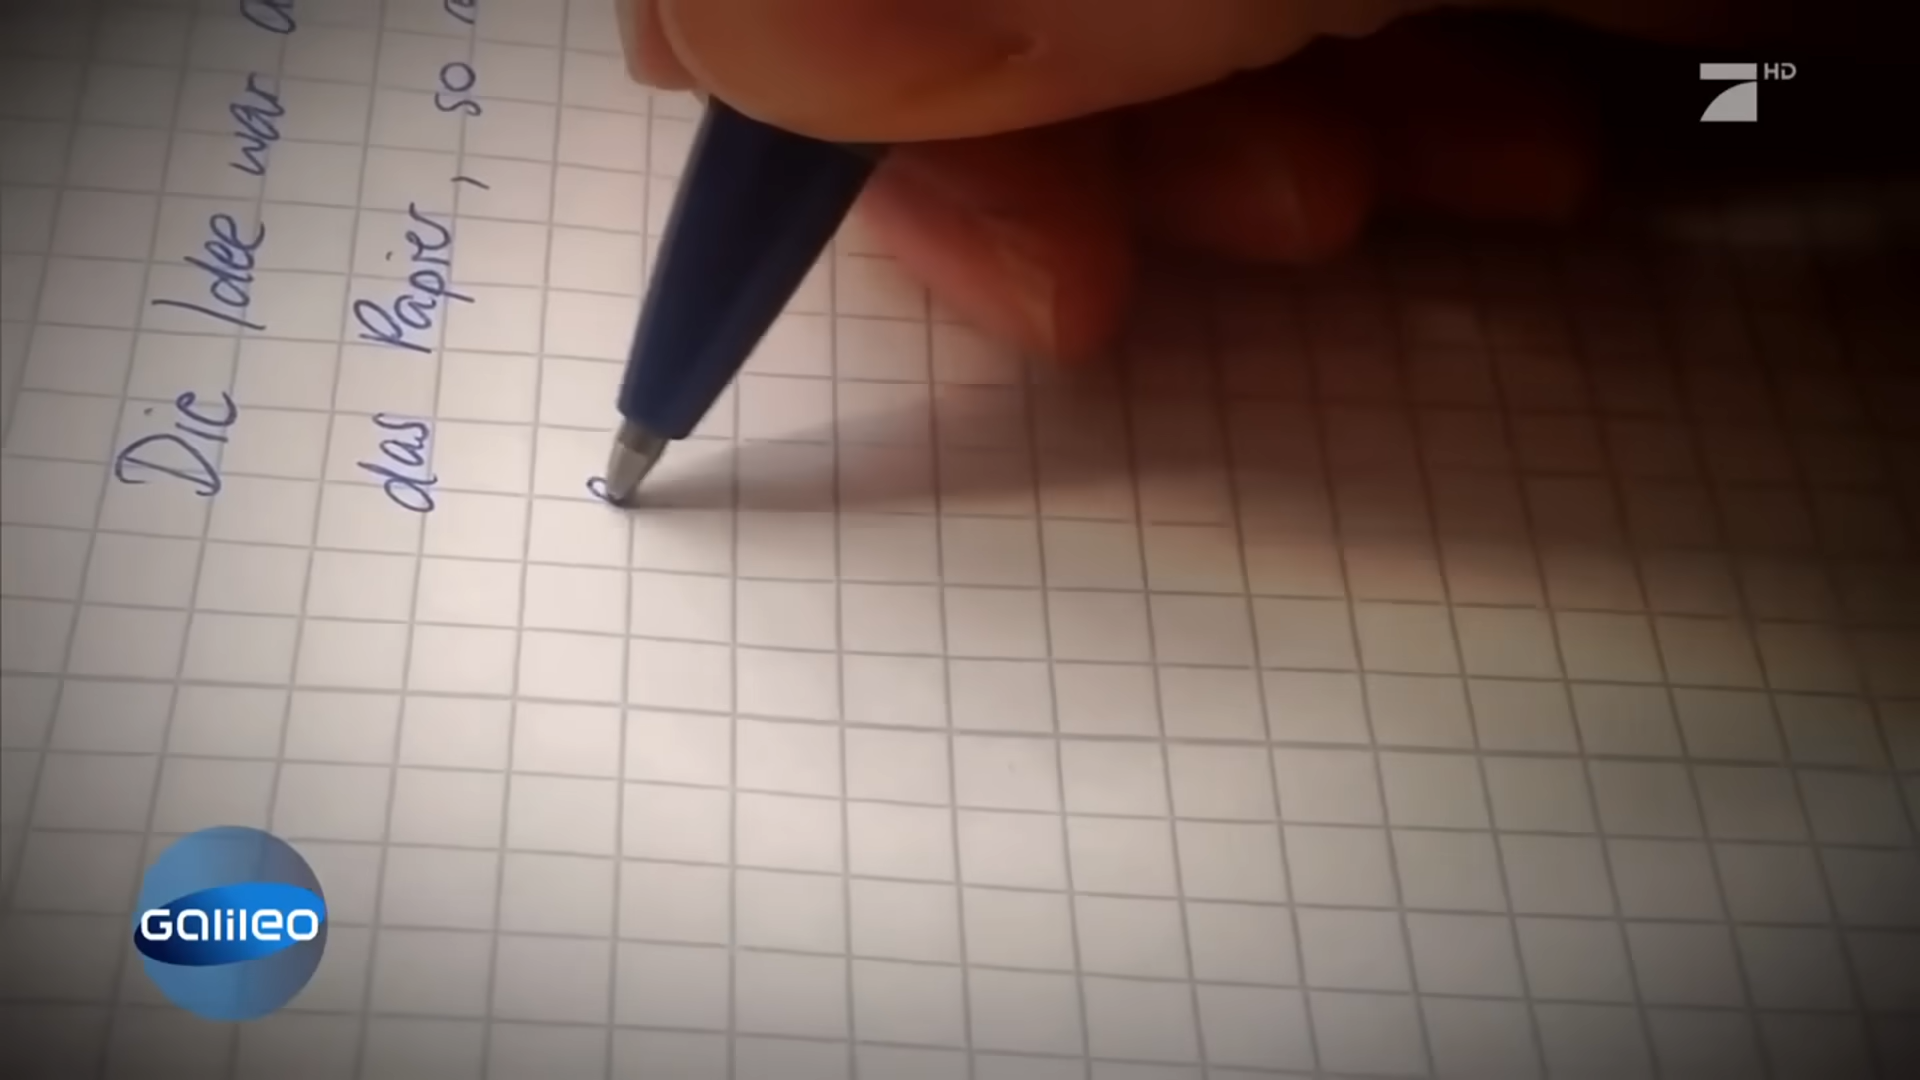 Die Idee war
das Papier, so
HD
Galileo